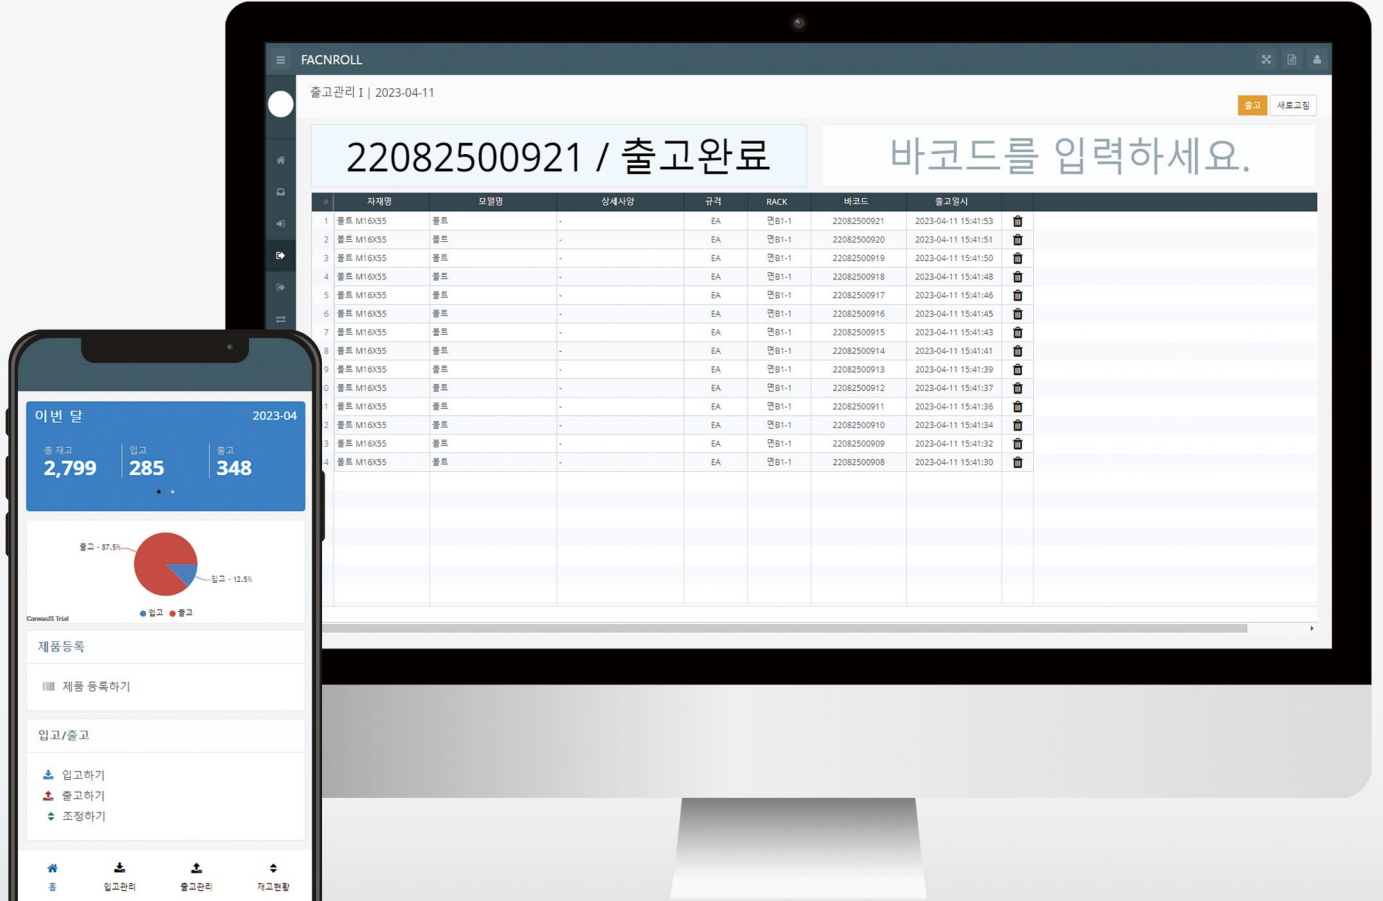 FACNROLL
출고관리 I | 2023-04-11
출고 새로고침
22082500921 / 출고완료 바코드를 입력하세요.
# 자재명 모델명 상세사양 규격 RACK 바코드 출고일시
1 볼트 M16X55 볼트 - EA 면B1-1 22082500921 2023-04-11 15:41:53
2 볼트 M16X55 볼트 - EA 면B1-1 22082500920 2023-04-11 15:41:51
3 볼트 M16X55 볼트 - EA 면B1-1 22082500919 2023-04-11 15:41:50
4 볼트 M16X55 볼트 - EA 면B1-1 22082500918 2023-04-11 15:41:48
5 볼트 M16X55 볼트 - EA 면B1-1 22082500917 2023-04-11 15:41:46
6 볼트 M16X55 볼트 - EA 면B1-1 22082500916 2023-04-11 15:41:45
7 볼트 M16X55 볼트 - EA 면B1-1 22082500915 2023-04-11 15:41:43
8 볼트 M16X55 볼트 - EA 면B1-1 22082500914 2023-04-11 15:41:41
9 볼트 M16X55 볼트 - EA 면B1-1 22082500913 2023-04-11 15:41:39
0 볼트 M16X55 볼트 - EA 면B1-1 22082500912 2023-04-11 15:41:37
1 볼트 M16X55 볼트 - EA 면B1-1 22082500911 2023-04-11 15:41:36
2 볼트 M16X55 볼트 - EA 면B1-1 22082500910 2023-04-11 15:41:34
3 볼트 M16X55 볼트 - EA 면B1-1 22082500909 2023-04-11 15:41:32
4 볼트 M16X55 볼트 - EA 면B1-1 22082500908 2023-04-11 15:41:30
이번 달 2023-04
총 재고 입고 출고
2,799 285 348
출고 - 87.5%
입고 - 12.5%
입고 출고
CanvasJS Trial
제품등록
제품 등록하기
입고/출고
입고하기
출고하기
조정하기
홈 입고관리 출고관리 재고현황